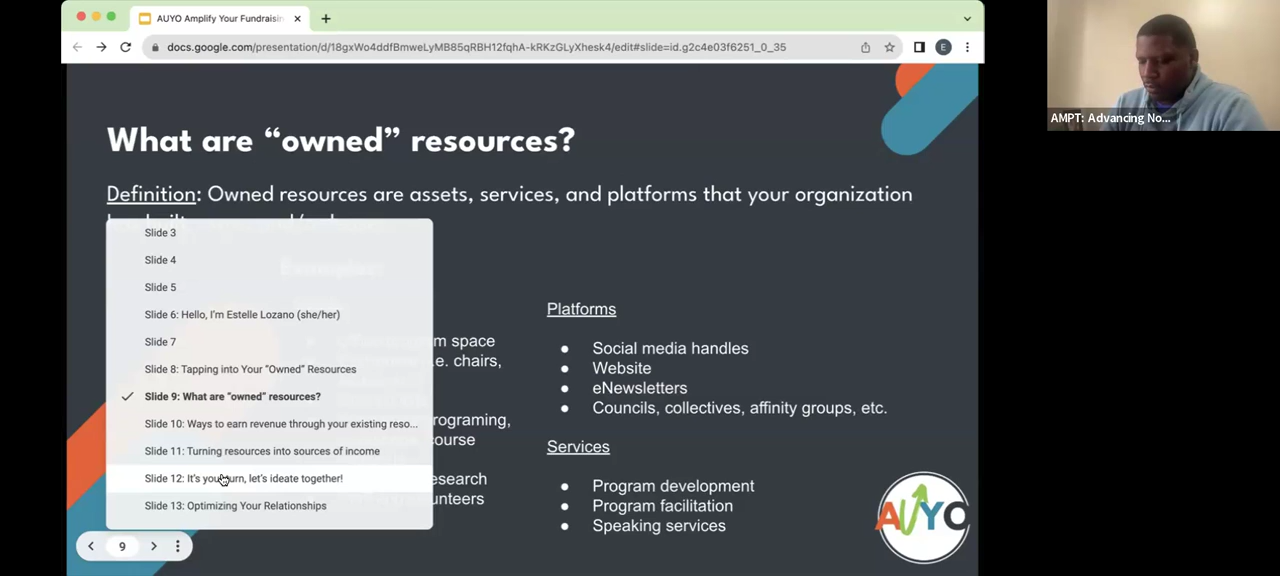 AUYO Amplify Your Fundraisin
docs.google.com/presentation/d/18gxWo4ddfBmweLyMB85qRBH12fqhA-kRKzGLyXhesk4/edit#slide=id.g2c4e03f6251_0_35
E
AMPT: Advancing No...
What are “owned” resources?
Definition: Owned resources are assets, services, and platforms that your organization
Slide 3
Slide 4
Slide 5
Slide 6: Hello, I'm Estelle Lozano (she/her)
Slide 7
Slide 8: Tapping into Your “Owned” Resources
Slide 9: What are “owned” resources?
Slide 10: Ways to earn revenue through your existing reso...
Slide 11: Turning resources into sources of income
Slide 12: It's your turn, let's ideate together!
Slide 13: Optimizing Your Relationships
9
space
i.e. chairs,
programing,
course
research
volunteers
Platforms
● Social media handles
● Website
● eNewsletters
● Councils, collectives, affinity groups, etc.
Services
● Program development
● Program facilitation
● Speaking services
AUYO